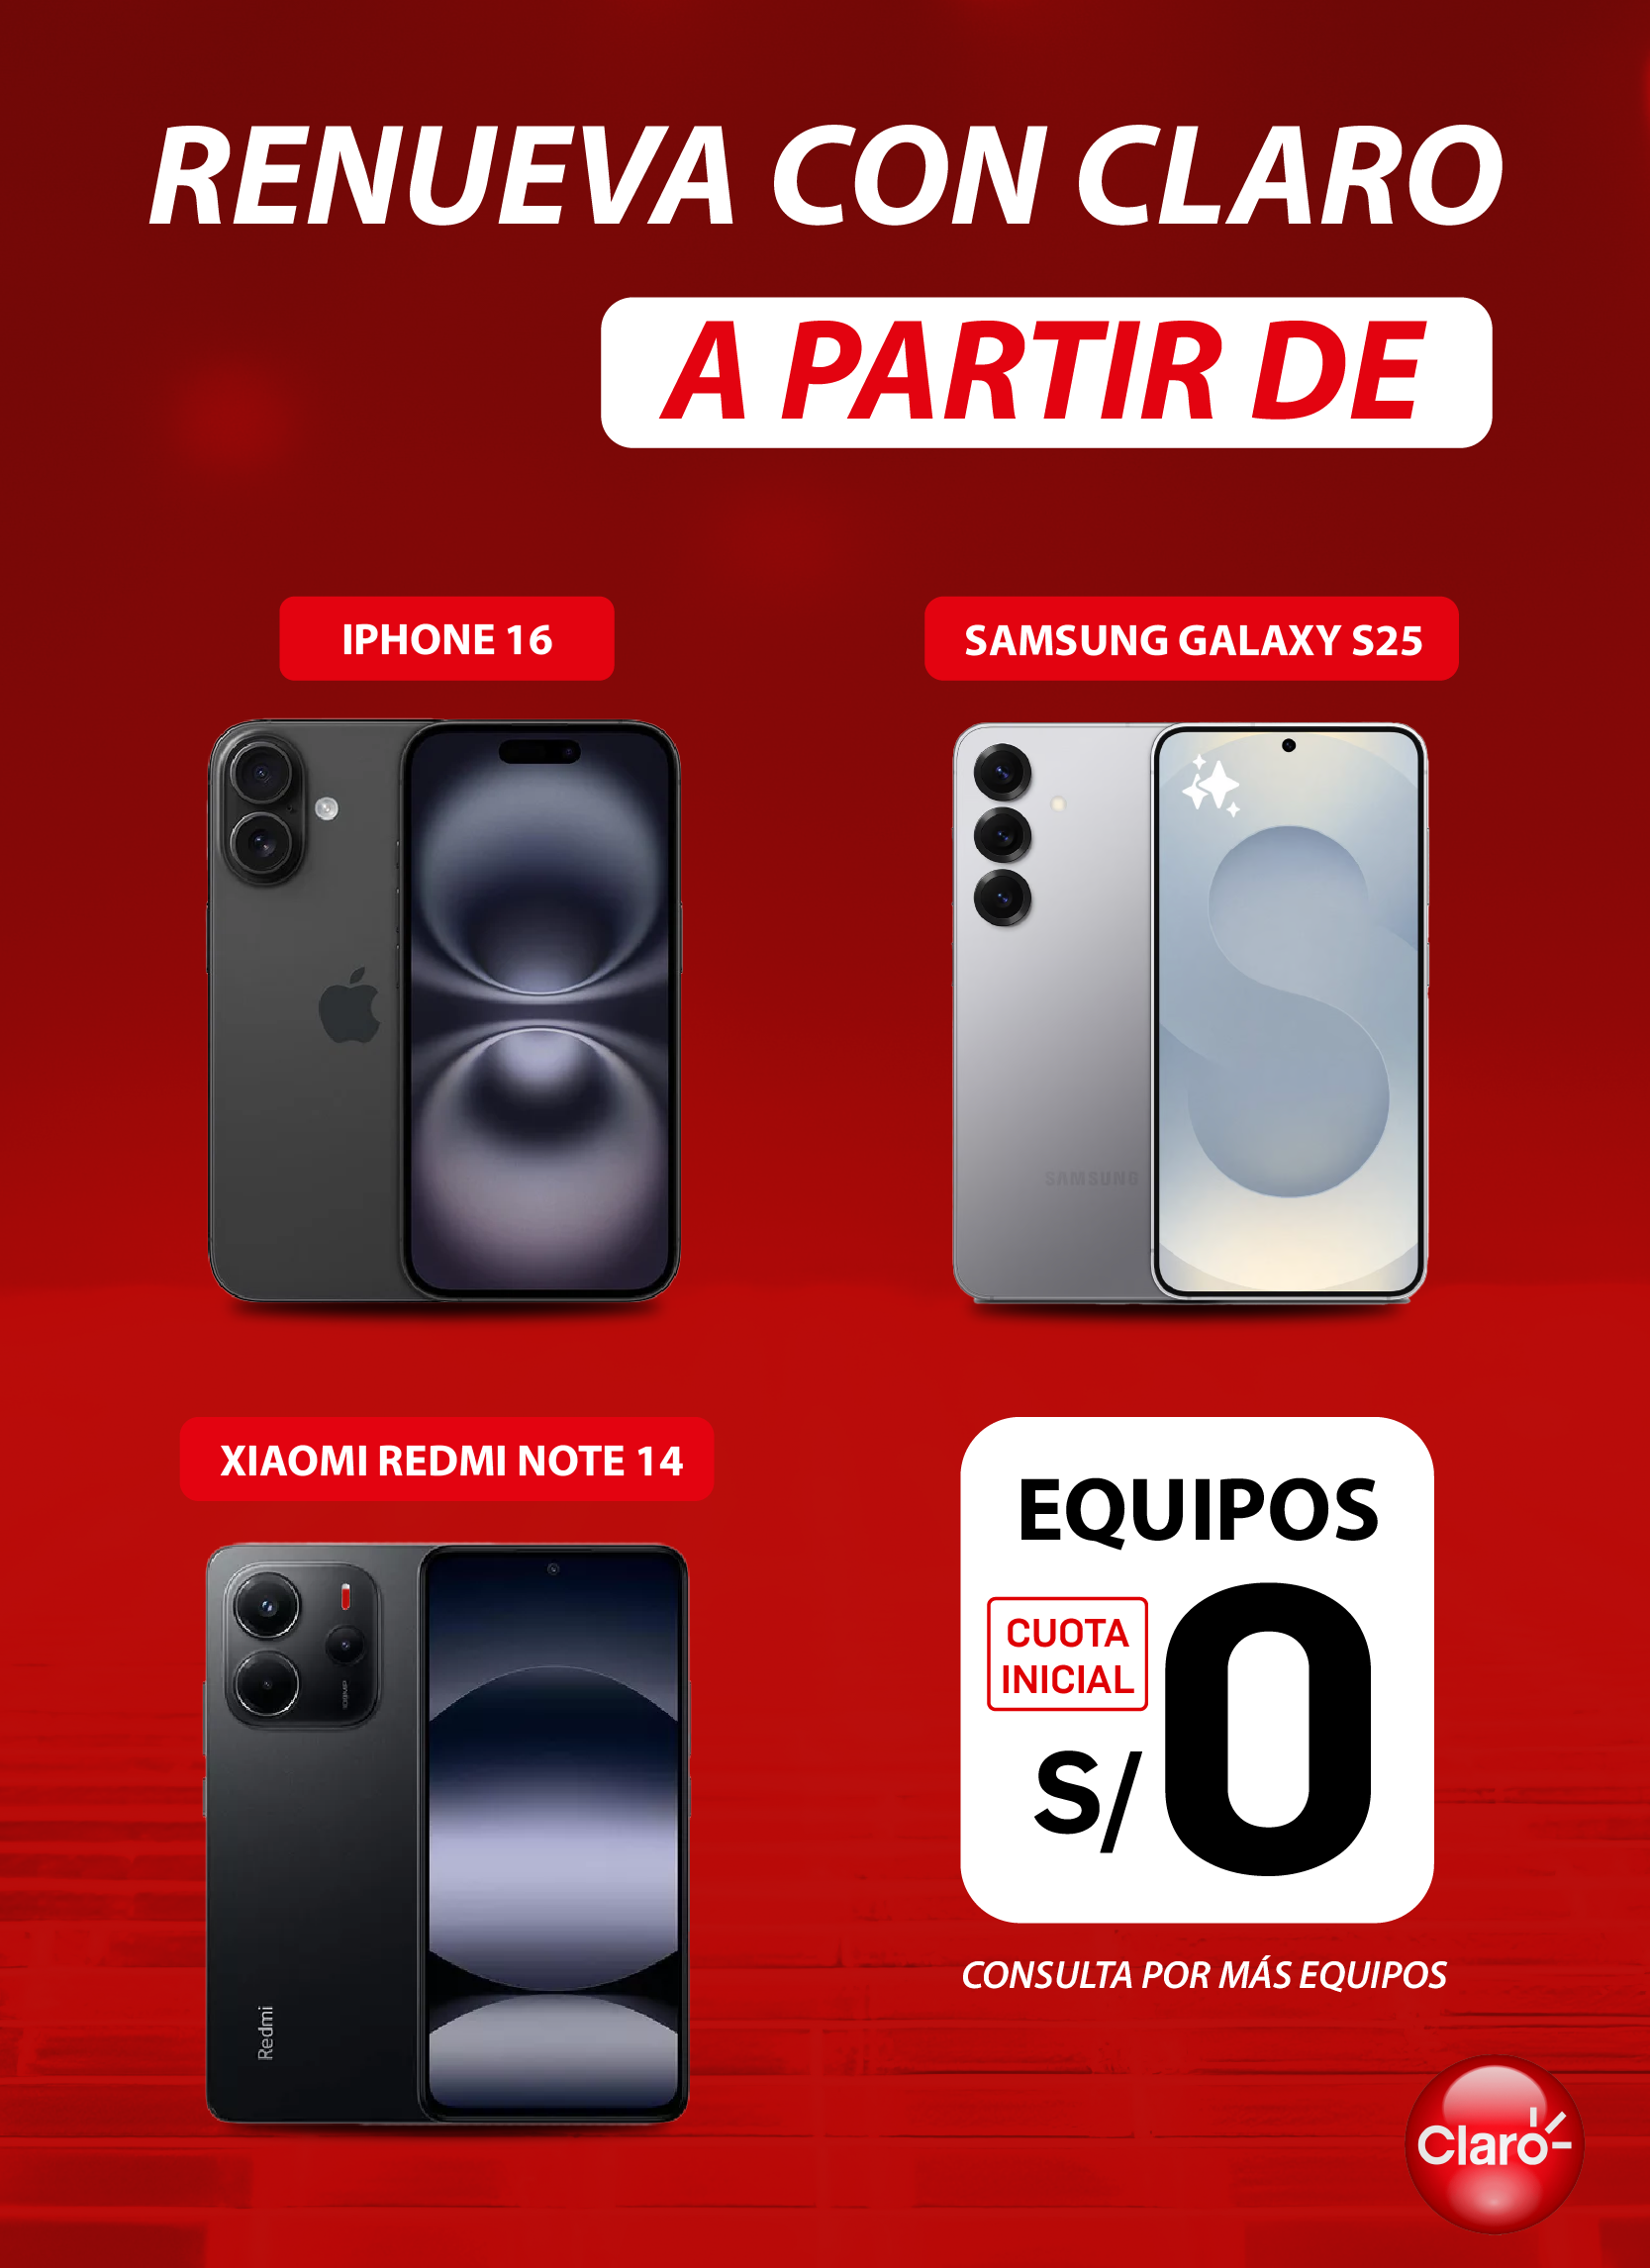 RENUEVA CON CLARO
A PARTIR DE
IPHONE 16
SAMSUNG GALAXY S25
SAMSUNG
XIAOMI REDMI NOTE 14
Redmi
EQUIPOS
CUOTA
INICIAL
S/0
CONSULTA POR MÁS EQUIPOS
Claro